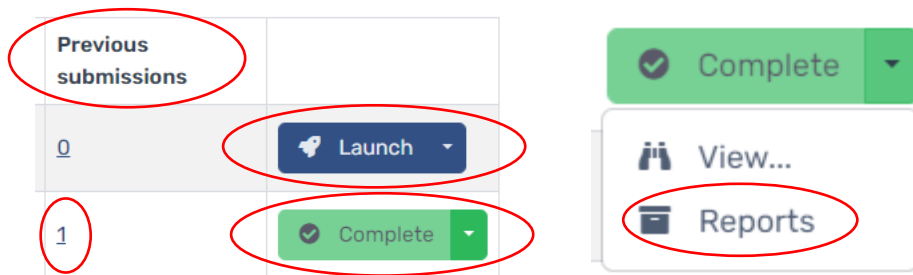 Previous
submissions
0
Launch
1
Complete
Complete
View...
Reports